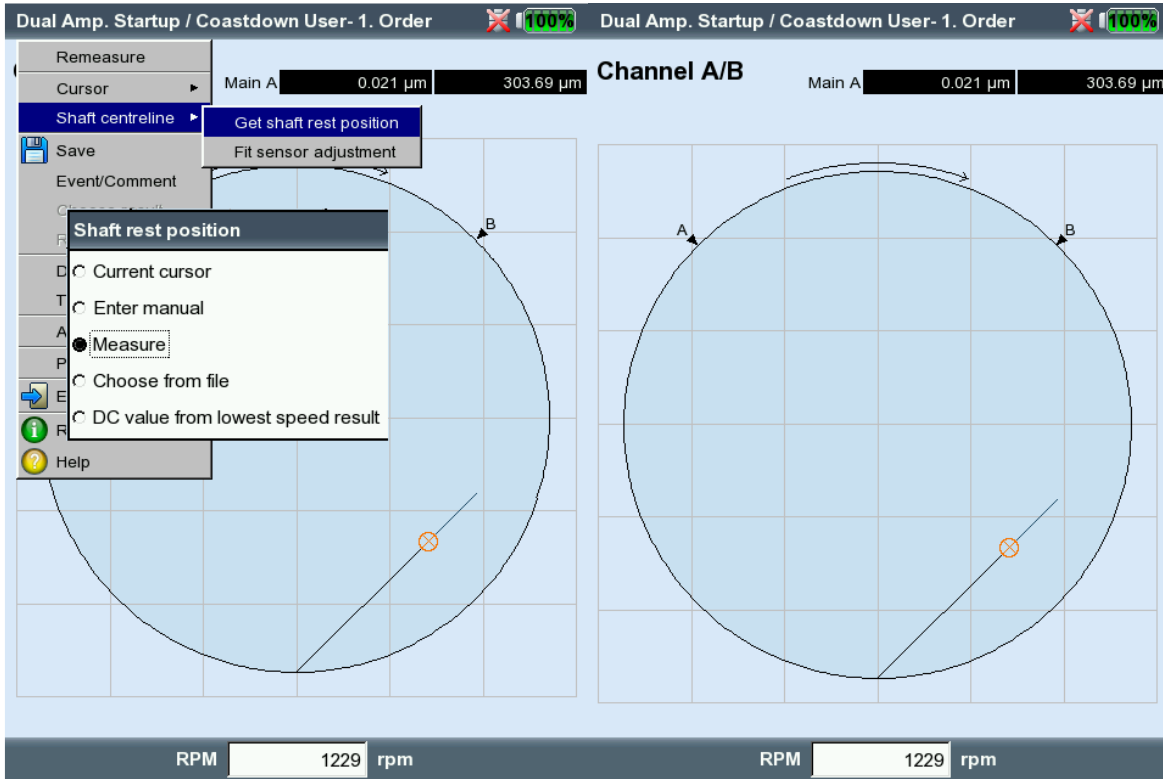 Dual Amp. Startup / Coastdown User- 1. Order 100%
Remeasure
Cursor
Main A 0.021 µm 303.69 µm
Shaft centreline
Get shaft rest position
Save
Fit sensor adjustment
Event/Comment
Shaft rest position
Current cursor
Enter manual
Measure
Choose from file
DC value from lowest speed result
D
T
A
P
E
R
Help
B
RPM 1229 rpm
Dual Amp. Startup / Coastdown User- 1. Order 100%
Channel A/B
Main A 0.021 µm 303.69 µm
A
B
RPM 1229 rpm